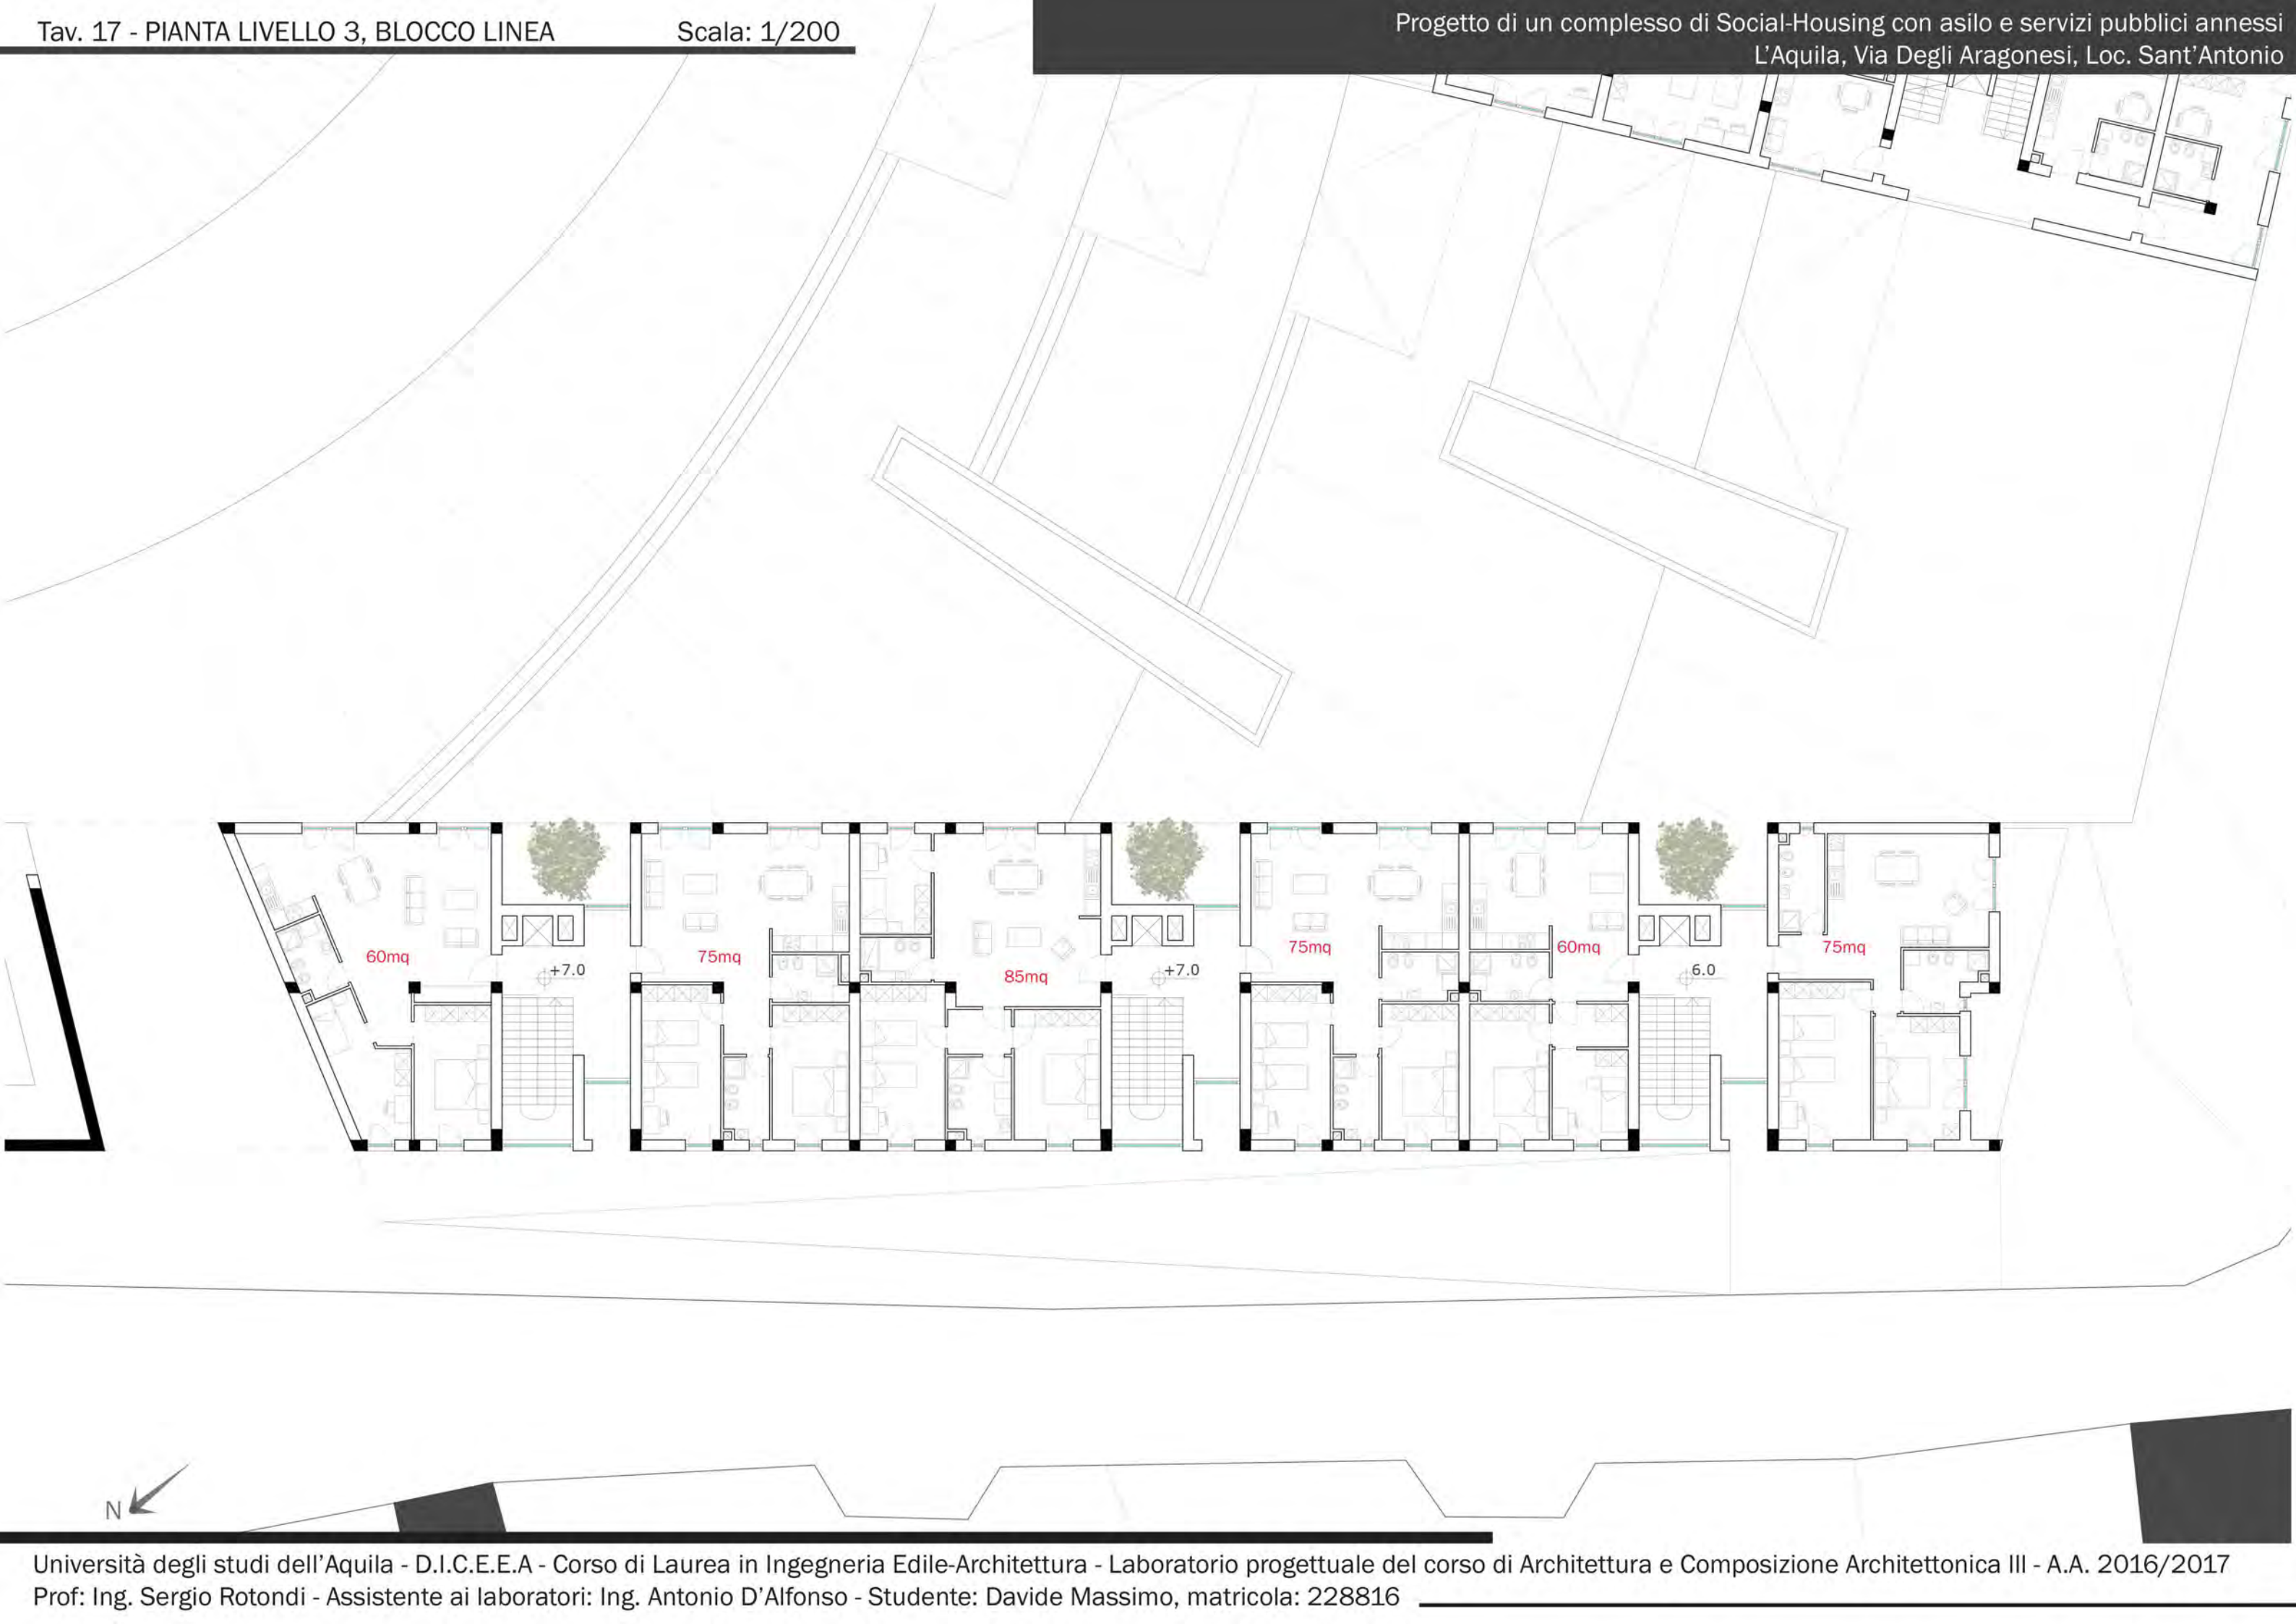 Tav. 17 - PIANTA LIVELLO 3, BLOCCO LINEA Scala: 1/200
Progetto di un complesso di Social-Housing con asilo e servizi pubblici annessi
L'Aquila, Via Degli Aragonesi, Loc. Sant'Antonio
60mq
+7.0
75mq
85mq
+7.0
75mq
60mq
6.0
75mq
N
Università degli studi dell'Aquila - D.I.C.E.E.A - Corso di Laurea in Ingegneria Edile-Architettura - Laboratorio progettuale del corso di Architettura e Composizione Architettonica III - A.A. 2016/2017
Prof: Ing. Sergio Rotondi - Assistente ai laboratori: Ing. Antonio D'Alfonso - Studente: Davide Massimo, matricola: 228816